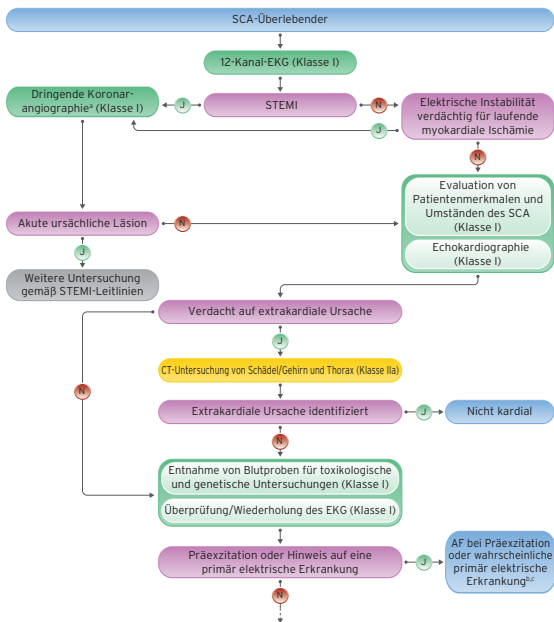 SCA-Überlebender
12-Kanal-EKG (Klasse I)
Dringende Koronar-
angiographieᵃ (Klasse I)
J
STEMI
N
Elektrische Instabilität
verdächtig für laufende
myokardiale Ischämie
J
N
Evaluation von
Patientenmerkmalen und
Umständen des SCA
(Klasse I)
Echokardiographie
(Klasse I)
Akute ursächliche Läsion
N
J
Weitere Untersuchung
gemäß STEMI-Leitlinien
Verdacht auf extrakardiale Ursache
J
CT-Untersuchung von Schädel/Gehirn und Thorax (Klasse IIa)
N
Extrakardiale Ursache identifiziert
J
Nicht kardial
N
Entnahme von Blutproben für toxikologische
und genetische Untersuchungen (Klasse I)
Überprüfung/Wiederholung des EKG (Klasse I)
Präexzitation oder Hinweis auf eine
primär elektrische Erkrankung
J
AF bei Präexzitation
oder wahrscheinliche
primär elektrische
Erkrankungᵇ,ᶜ
N